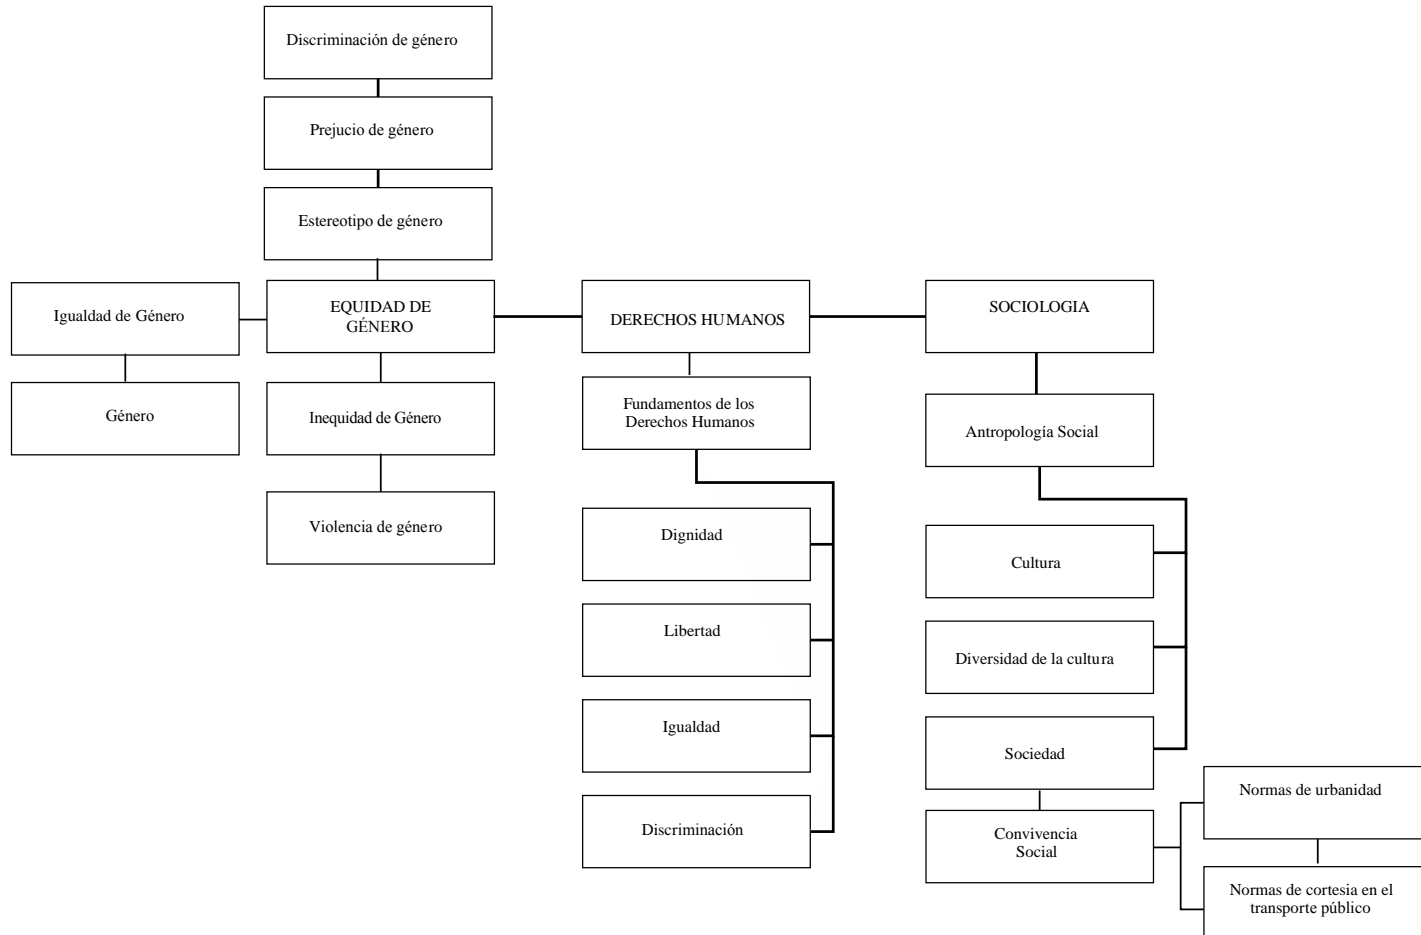 Discriminación de género
Prejucio de género
Estereotipo de género
Igualdad de Género
EQUIDAD DE
GÉNERO
DERECHOS HUMANOS
SOCIOLOGIA
Género
Inequidad de Género
Fundamentos de los
Derechos Humanos
Antropología Social
Violencia de género
Dignidad
Cultura
Libertad
Diversidad de la cultura
Igualdad
Sociedad
Normas de urbanidad
Discriminación
Convivencia
Social
Normas de cortesia en el
transporte público